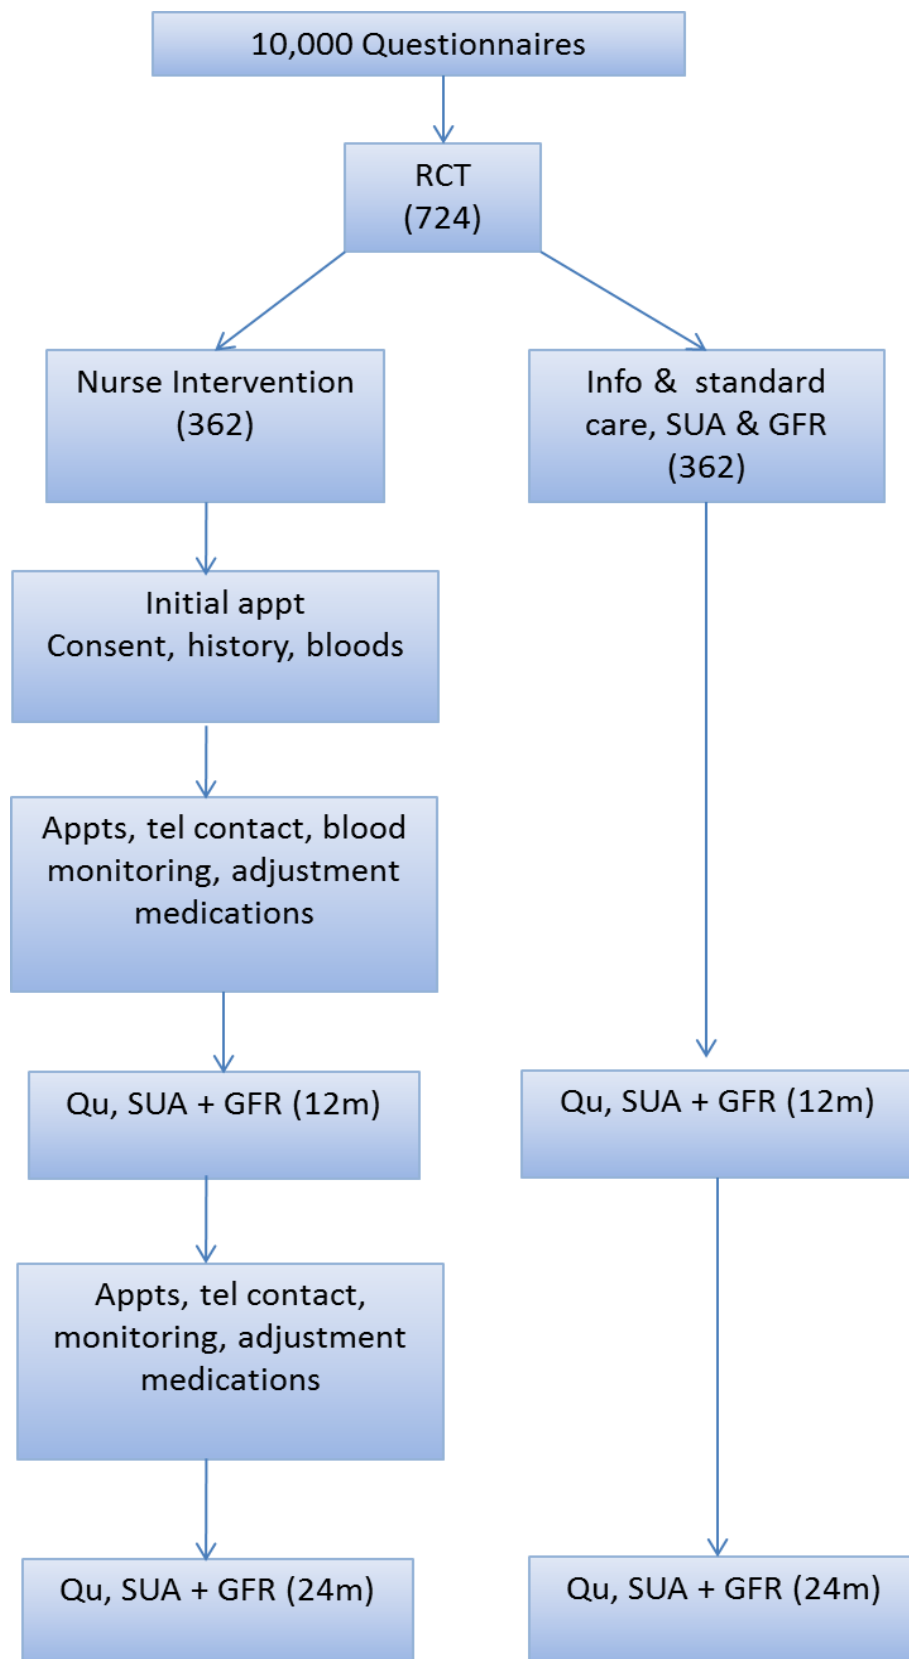 10,000 Questionnaires
RCT
(724)
Nurse Intervention
(362)
Info & standard
care, SUA & GFR
(362)
Initial appt
Consent, history, bloods
Appts, tel contact, blood
monitoring, adjustment
medications
Qu, SUA + GFR (12m)
Qu, SUA + GFR (12m)
Appts, tel contact,
monitoring, adjustment
medications
Qu, SUA + GFR (24m)
Qu, SUA + GFR (24m)